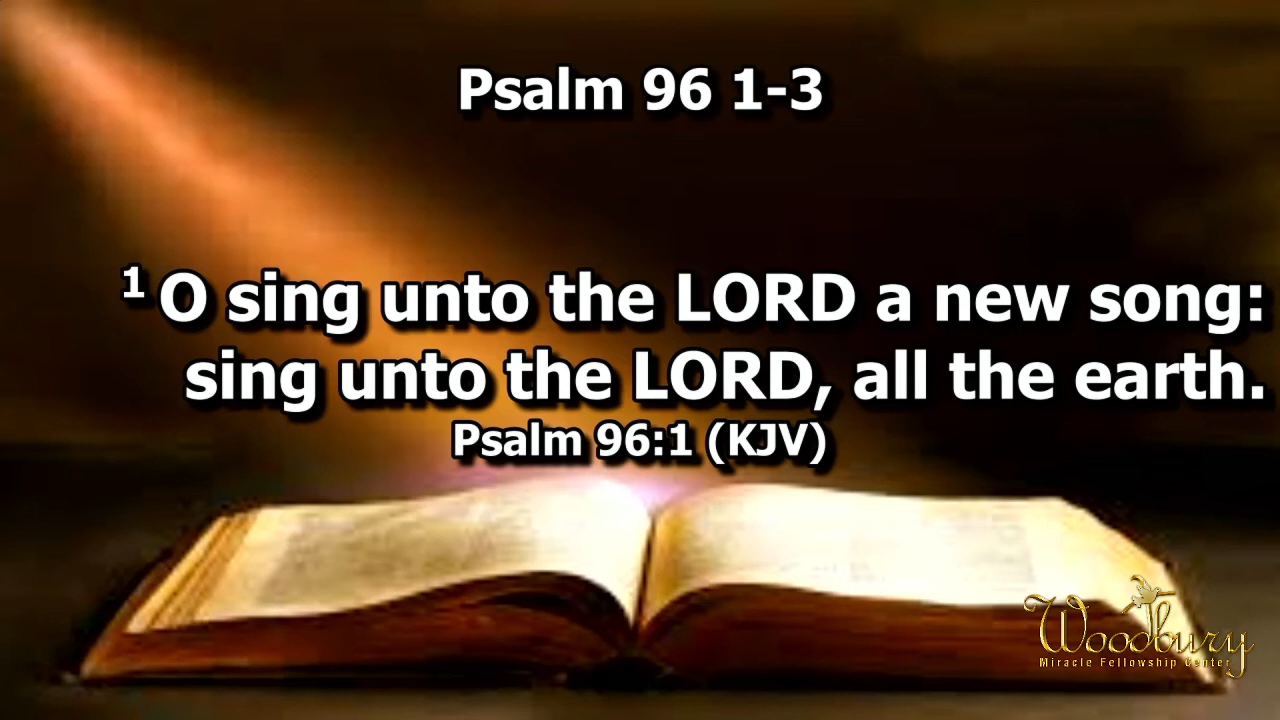 Psalm 96 1-3
1 O sing unto the LORD a new song:
sing unto the LORD, all the earth.
Psalm 96:1 (KJV)
Woodbury
Miracle Fellowship Center